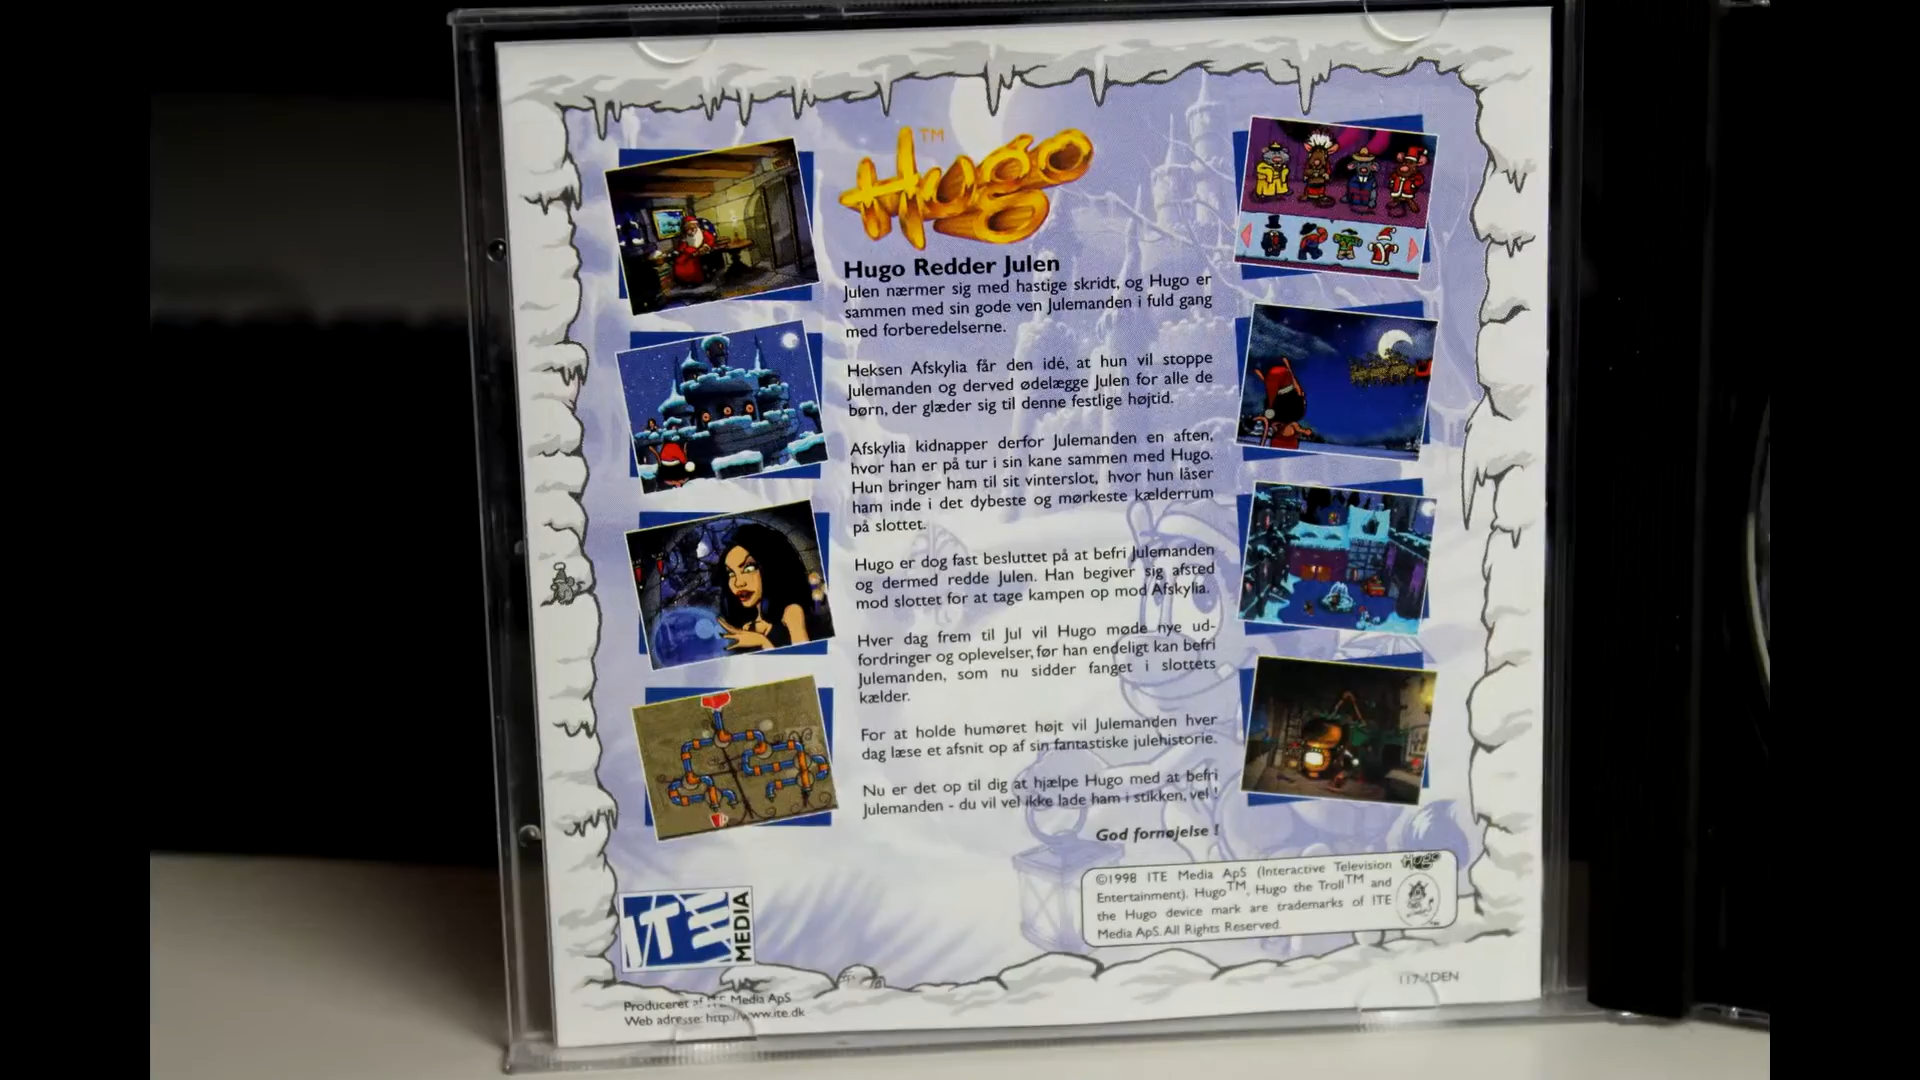 Hugo™
Hugo Redder Julen
Julen nærmer sig med hastige skridt, og Hugo er
sammen med sin gode ven Julemanden i fuld gang
med forberedelserne.
Heksen Afskylia får den idé, at hun vil stoppe
Julemanden og derved ødelægge Julen for alle de
børn, der glæder sig til denne festlige højtid.
Afskylia kidnapper derfor Julemanden en aften,
hvor han er på tur i sin kane sammen med Hugo.
Hun bringer ham til sit vinterslot, hvor hun låser
ham inde i det dybeste og mørkeste kælderrum
på slottet.
Hugo er dog fast besluttet på at befri Julemanden
og dermed redde Julen. Han begiver sig afsted
mod slottet for at tage kampen op mod Afskylia.
Hver dag frem til Jul vil Hugo møde nye ud-
fordringer og oplevelser, før han endeligt kan befri
Julemanden, som nu sidder fanget i slottets
kælder.
For at holde humøret højt vil Julemanden hver
dag læse et afsnit op af sin fantastiske julehistorie.
Nu er det op til dig at hjælpe Hugo med at befri
Julemanden - du vil vel ikke lade ham i stikken, vel !
God fornøjelse !
©1998 ITE Media ApS (Interactive Television
Entertainment). Hugo™, Hugo the Troll™ and
the Hugo device mark are trademarks of ITE
Media ApS. All Rights Reserved.
Hugo
ITE MEDIA
Produceret af ITE Media ApS
Web adresse: http://www.ite.dk